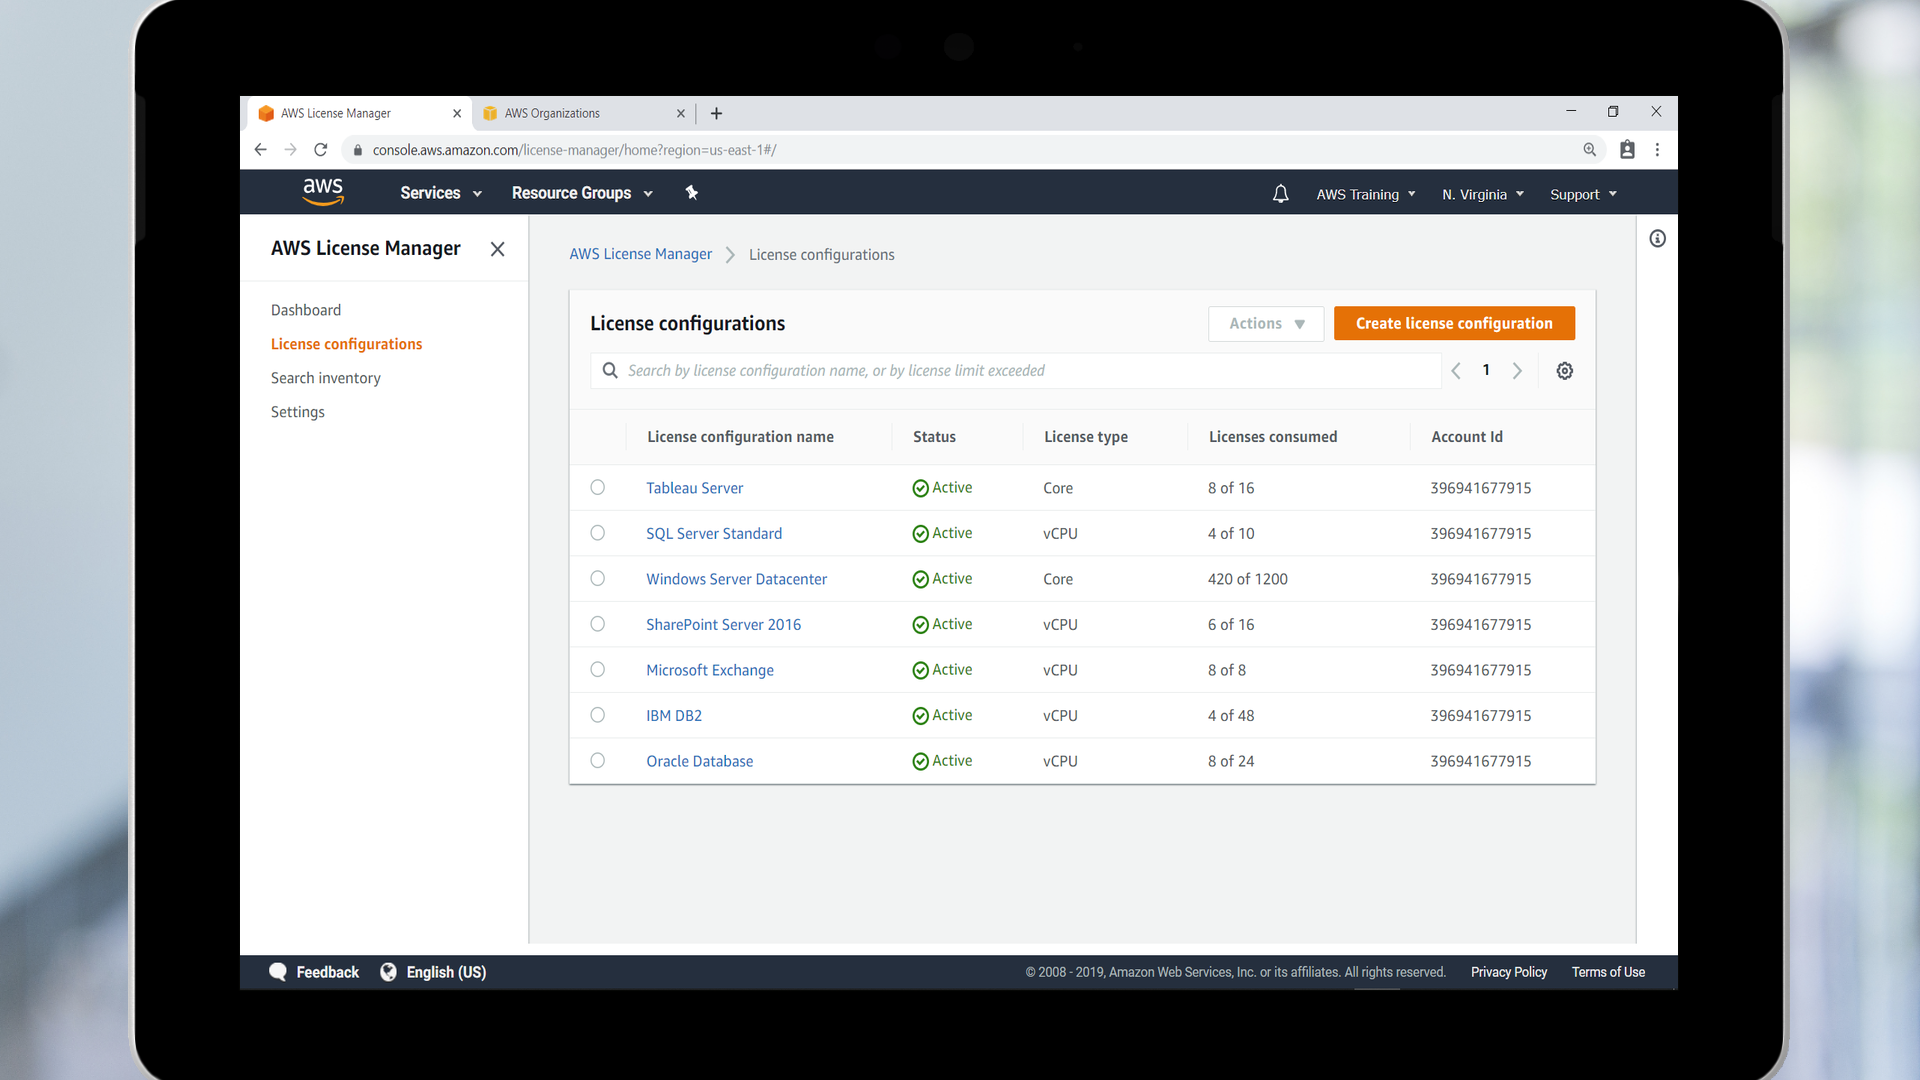 AWS License Manager
AWS Organizations
console.aws.amazon.com/license-manager/home?region=us-east-1#/
aws
Services
Resource Groups
AWS Training
N. Virginia
Support
AWS License Manager
Dashboard
License configurations
Search inventory
Settings
AWS License Manager License configurations
License configurations
Actions
Create license configuration
Search by license configuration name, or by license limit exceeded
1
License configuration name Status License type Licenses consumed Account Id
Tableau Server Active Core 8 of 16 396941677915
SQL Server Standard Active vCPU 4 of 10 396941677915
Windows Server Datacenter Active Core 420 of 1200 396941677915
SharePoint Server 2016 Active vCPU 6 of 16 396941677915
Microsoft Exchange Active vCPU 8 of 8 396941677915
IBM DB2 Active vCPU 4 of 48 396941677915
Oracle Database Active vCPU 8 of 24 396941677915
Feedback
English (US)
© 2008 - 2019, Amazon Web Services, Inc. or its affiliates. All rights reserved.
Privacy Policy
Terms of Use